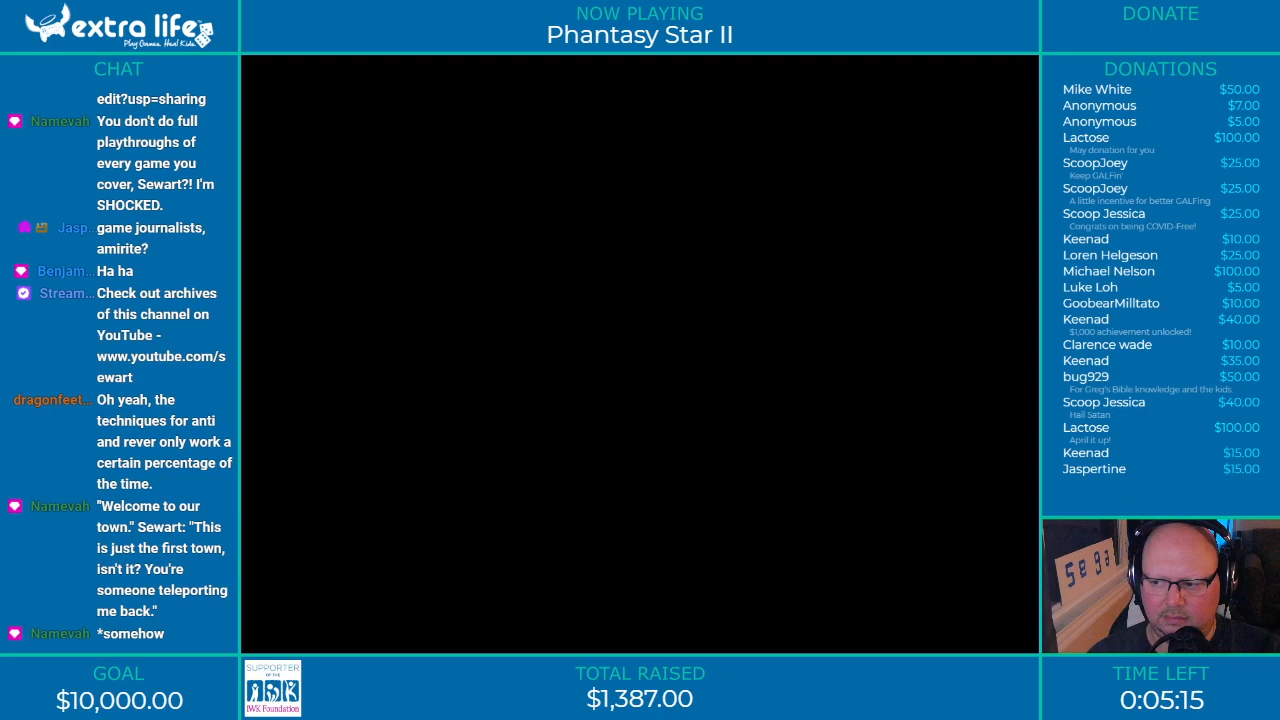 extra life
Play Games. Heal Kids.
NOW PLAYING
Phantasy Star II
DONATE
CHAT
edit?usp=sharing
Namevah You don't do full
playthroughs of
every game you
cover, Sewart?! I'm
SHOCKED.
Jasp... game journalists,
amirite?
Benjam... Ha ha
Stream... Check out archives
of this channel on
YouTube -
www.youtube.com/s
ewart
dragonfeet... Oh yeah, the
techniques for anti
and rever only work a
certain percentage of
the time.
Namevah "Welcome to our
town." Sewart: "This
is just the first town,
isn't it? You're
someone teleporting
me back."
Namevah *somehow
DONATIONS
Mike White $50.00
Anonymous $7.00
Anonymous $5.00
Lactose $100.00
May donation for you
ScoopJoey $25.00
Keep GALFin'
ScoopJoey $25.00
A little incentive for better GALFing
Scoop Jessica $25.00
Congrats on being COVID-Free!
Keenad $10.00
Loren Helgeson $25.00
Michael Nelson $100.00
Luke Loh $5.00
GoobearMilltato $10.00
Keenad $40.00
$1,000 achievement unlocked!
Clarence wade $10.00
Keenad $35.00
bug929 $50.00
For Greg's Bible knowledge and the kids
Scoop Jessica $40.00
Hail Satan
Lactose $100.00
April it up!
Keenad $15.00
Jaspertine $15.00
Sega
GOAL
$10,000.00
SUPPORTER
OF THE
IWK
IWK Foundation
TOTAL RAISED
$1,387.00
TIME LEFT
0:05:15